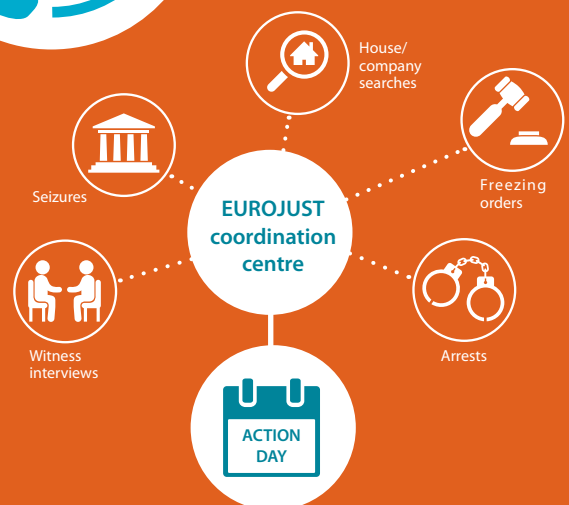 House/
company
searches
Seizures
Freezing
orders
EUROJUST
coordination
centre
Witness
interviews
Arrests
ACTION
DAY